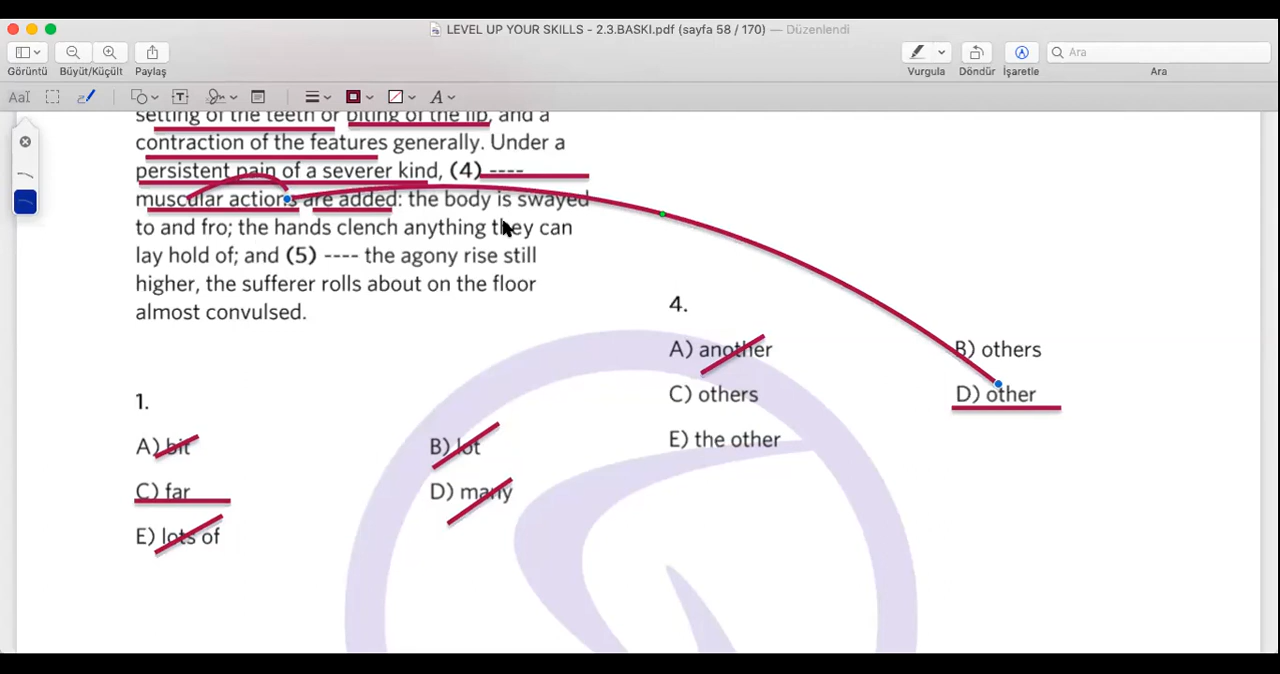 LEVEL UP YOUR SKILLS - 2.3.BASKI.pdf (sayfa 58 / 170) — Düzenlendi
Görüntü
Büyüt/Küçült
Paylaş
Vurgula
Döndür
İşaretle
Ara
Ara
setting of the teeth or biting of the lip, and a
contraction of the features generally. Under a
persistent pain of a severer kind, (4) ----
muscular actions are added: the body is swayed
to and fro; the hands clench anything they can
lay hold of; and (5) ---- the agony rise still
higher, the sufferer rolls about on the floor
almost convulsed.
1.
A) bit
B) lot
C) far
D) many
E) lots of
4.
A) another
B) others
C) others
D) other
E) the other